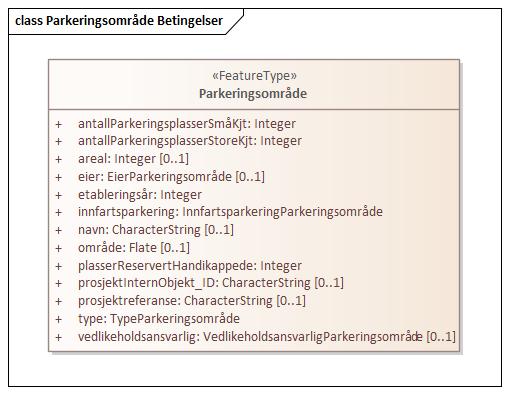 class Parkeringsområde Betingelser
«FeatureType»
Parkeringsområde
+ antallParkeringsplasserSmåKjt: Integer
+ antallParkeringsplasserStoreKjt: Integer
+ areal: Integer [0..1]
+ eier: EierParkeringsområde [0..1]
+ etableringsår: Integer
+ innfartsparkering: InnfartsparkeringParkeringsområde
+ navn: CharacterString [0..1]
+ område: Flate [0..1]
+ plasserReservertHandikappede: Integer
+ prosjektInternObjekt_ID: CharacterString [0..1]
+ prosjektreferanse: CharacterString [0..1]
+ type: TypeParkeringsområde
+ vedlikeholdsansvarlig: VedlikeholdsansvarligParkeringsområde [0..1]